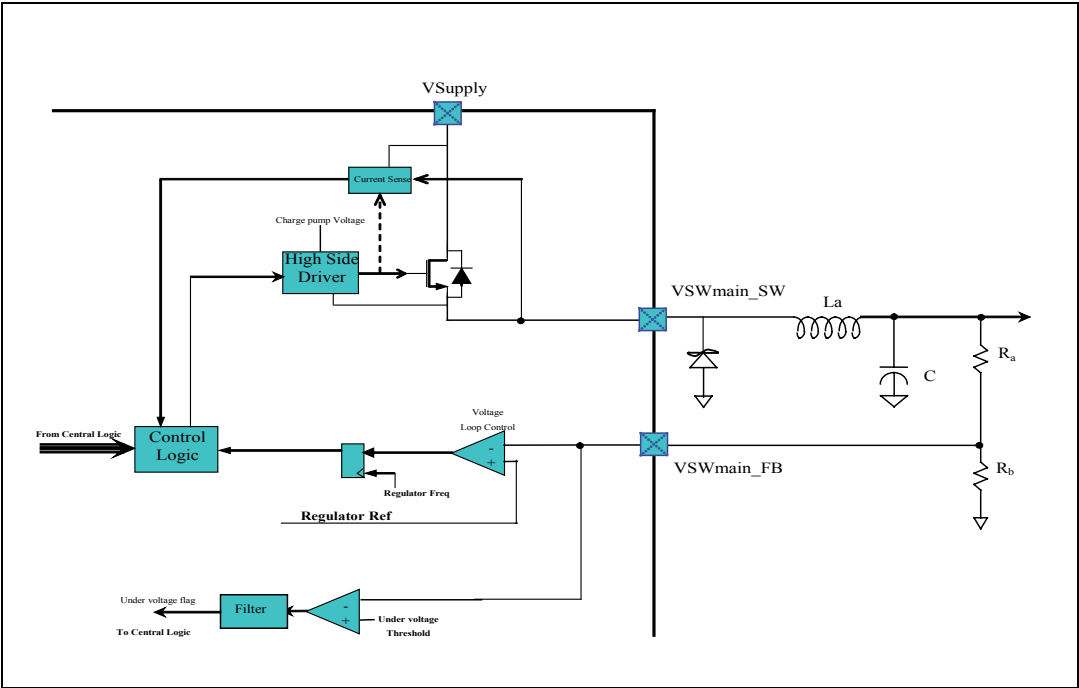 VSupply
Current Sense
Charge pump Voltage
High Side
Driver
VSWmain_SW
La
Ra
C
Voltage
Loop Control
From Central Logic
Control
Logic
-
+
VSWmain_FB
Rb
Regulator Freq
Regulator Ref
Under voltage flag
Filter
-
+
Under voltage
Threshold
To Central Logic